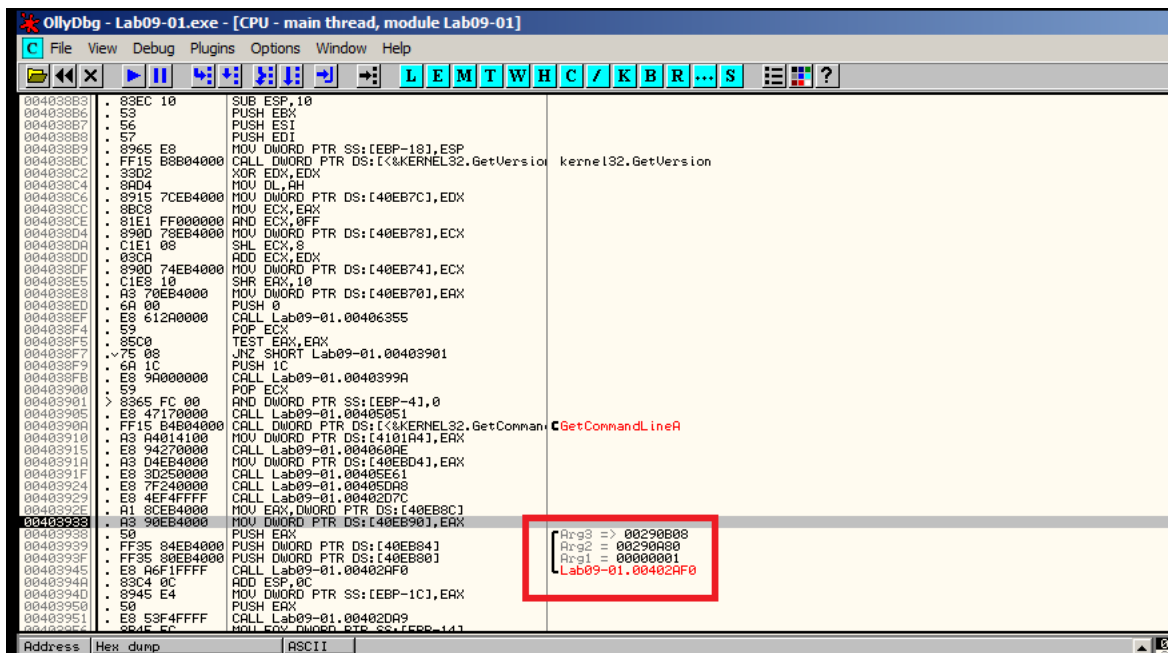 OllyDbg - Lab09-01.exe - [CPU - main thread, module Lab09-01]
C File View Debug Plugins Options Window Help
L E M T W H C / K B R ... S ?
004038B3 . 83EC 10 SUB ESP,10
004038B6 . 53 PUSH EBX
004038B7 . 56 PUSH ESI
004038B8 . 57 PUSH EDI
004038B9 . 8965 E8 MOV DWORD PTR SS:[EBP-18],ESP
004038BC . FF15 B8B04000 CALL DWORD PTR DS:[<&KERNEL32.GetVersio kernel32.GetVersion
004038C2 . 33D2 XOR EDX,EDX
004038C4 . 8AD4 MOV DL,AH
004038C6 . 8915 7CEB4000 MOV DWORD PTR DS:[40EB7C],EDX
004038CC . 8BC8 MOV ECX,EAX
004038CE . 81E1 FF000000 AND ECX,0FF
004038D4 . 890D 78EB4000 MOV DWORD PTR DS:[40EB78],ECX
004038DA . C1E1 08 SHL ECX,8
004038DD . 03CA ADD ECX,EDX
004038DF . 890D 74EB4000 MOV DWORD PTR DS:[40EB74],ECX
004038E5 . C1E8 10 SHR EAX,10
004038E8 . A3 70EB4000 MOV DWORD PTR DS:[40EB70],EAX
004038ED . 6A 00 PUSH 0
004038EF . E8 612A0000 CALL Lab09-01.00406355
004038F4 . 59 POP ECX
004038F5 . 85C0 TEST EAX,EAX
004038F7 .v75 08 JNZ SHORT Lab09-01.00403901
004038F9 . 6A 1C PUSH 1C
004038FB . E8 9A000000 CALL Lab09-01.0040399A
00403900 . 59 POP ECX
00403901 > 8365 FC 00 AND DWORD PTR SS:[EBP-4],0
00403905 . E8 47170000 CALL Lab09-01.00405051
0040390A . FF15 B4B04000 CALL DWORD PTR DS:[<&KERNEL32.GetComman GetCommandLineA
00403910 . A3 A4014100 MOV DWORD PTR DS:[4101A4],EAX
00403915 . E8 94270000 CALL Lab09-01.004060AE
0040391A . A3 D4EB4000 MOV DWORD PTR DS:[40EBD4],EAX
0040391F . E8 3D250000 CALL Lab09-01.00405E61
00403924 . E8 7F240000 CALL Lab09-01.00405DA8
00403929 . E8 4EF4FFFF CALL Lab09-01.00402D7C
0040392E . A1 8CEB4000 MOV EAX,DWORD PTR DS:[40EB8C]
00403933 . A3 90EB4000 MOV DWORD PTR DS:[40EB90],EAX
00403938 . 50 PUSH EAX Arg3 => 00290B08
00403939 . FF35 84EB4000 PUSH DWORD PTR DS:[40EB84] Arg2 = 00290A80
0040393F . FF35 80EB4000 PUSH DWORD PTR DS:[40EB80] Arg1 = 00000001
00403945 . E8 A6F1FFFF CALL Lab09-01.00402AF0 Lab09-01.00402AF0
0040394A . 83C4 0C ADD ESP,0C
0040394D . 8945 E4 MOV DWORD PTR SS:[EBP-1C],EAX
00403950 . 50 PUSH EAX
00403951 . E8 53F4FFFF CALL Lab09-01.00402DA9
Address Hex dump ASCII